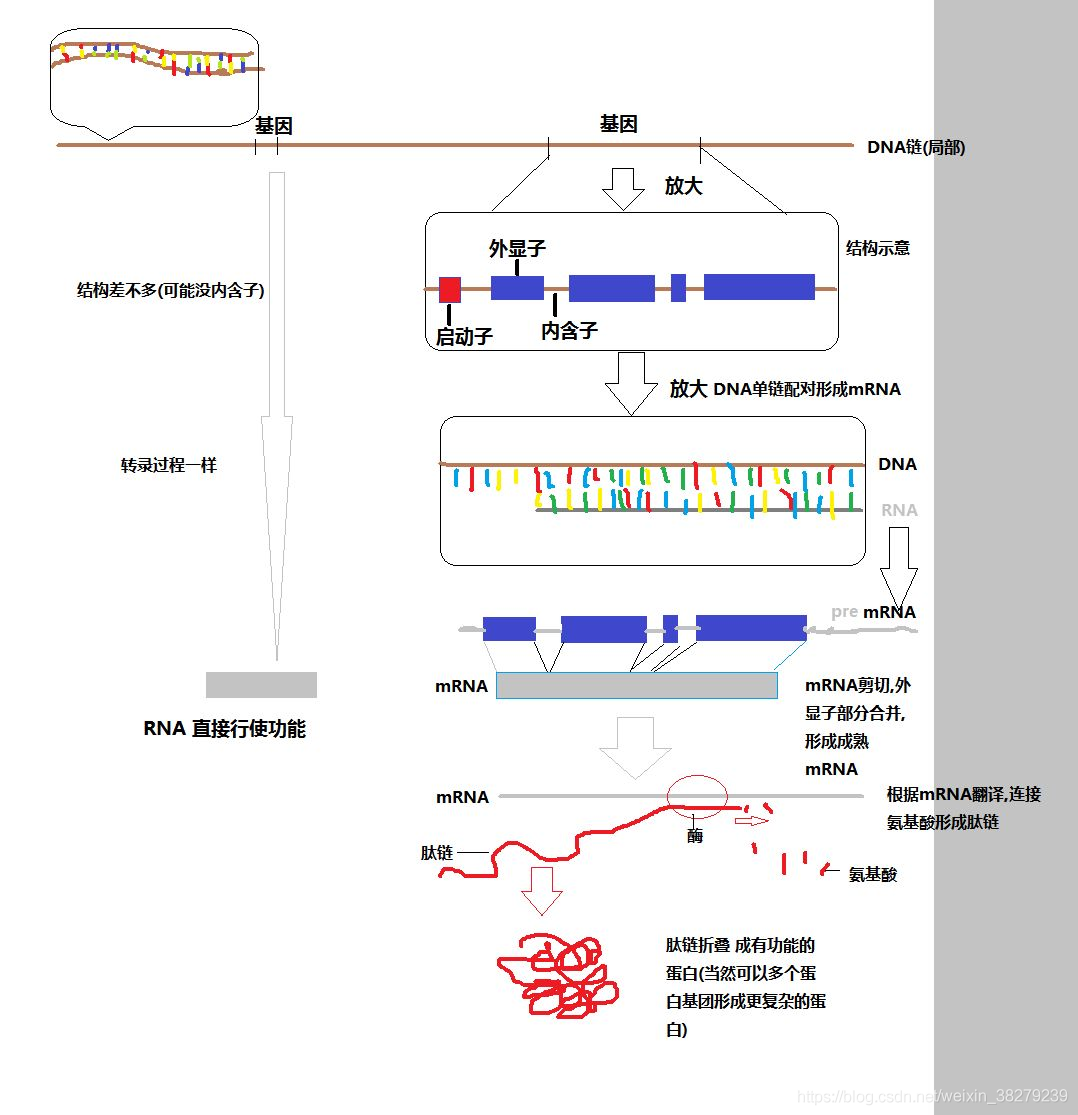 基因
基因
DNA链(局部)
放大
外显子
结构示意
结构差不多(可能没内含子)
启动子
内含子
放大 DNA单链配对形成mRNA
转录过程一样
DNA
RNA
pre mRNA
mRNA
mRNA剪切,外
显子部分合并,
形成成熟
mRNA
RNA 直接行使功能
mRNA
根据mRNA翻译,连接
氨基酸形成肽链
酶
肽链
氨基酸
肽链折叠 成有功能的
蛋白(当然可以多个蛋
白基团形成更复杂的蛋
白)
https://blog.csdn.net/weixin_38279239